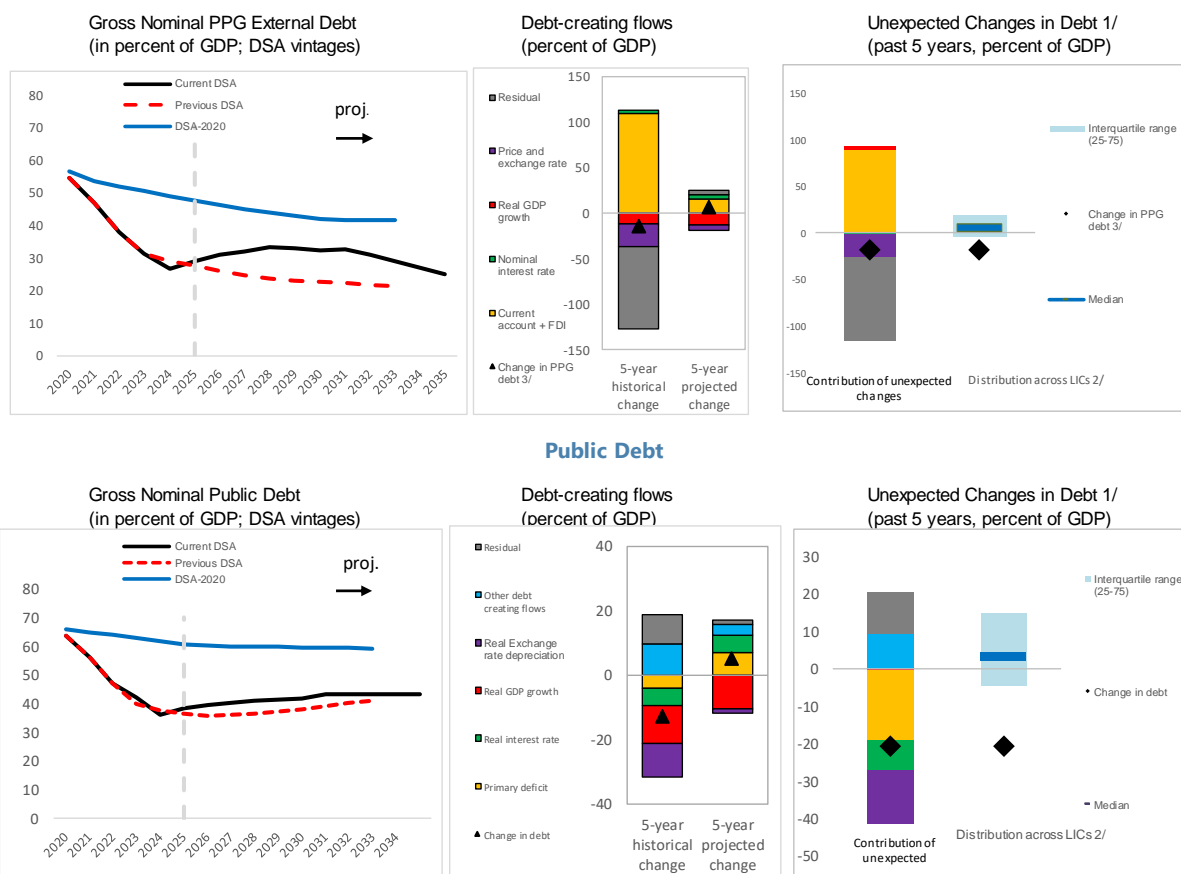 Gross Nominal PPG External Debt
(in percent of GDP; DSA vintages)
Current DSA
Previous DSA
DSA-2020
proj.
80
70
60
50
40
30
20
10
0
2020
2021
2022
2023
2024
2025
2026
2027
2028
2029
2030
2031
2032
2033
2034
2035
Debt-creating flows
(percent of GDP)
Residual
Price and
exchange rate
Real GDP
growth
Nominal
interest rate
Current
account + FDI
Change in PPG
debt 3/
150
100
50
0
-50
-100
-150
5-year
historical
change
5-year
projected
change
Unexpected Changes in Debt 1/
(past 5 years, percent of GDP)
150
100
50
0
-50
-100
-150
Interquartile range
(25-75)
Change in PPG
debt 3/
Median
Contribution of unexpected
changes
Distribution across LICs 2/
Public Debt
Gross Nominal Public Debt
(in percent of GDP; DSA vintages)
Current DSA
Previous DSA
DSA-2020
proj.
80
70
60
50
40
30
20
10
0
2020
2021
2022
2023
2024
2025
2026
2027
2028
2029
2030
2031
2032
2033
2034
Debt-creating flows
(percent of GDP)
Residual
Other debt
creating flows
Real Exchange
rate depreciation
Real GDP growth
Real interest rate
Primary deficit
Change in debt
40
20
0
-20
-40
5-year
historical
change
5-year
projected
change
Unexpected Changes in Debt 1/
(past 5 years, percent of GDP)
30
20
10
0
-10
-20
-30
-40
-50
Interquartile range
(25-75)
Change in debt
Median
Contribution of
unexpected
Distribution across LICs 2/